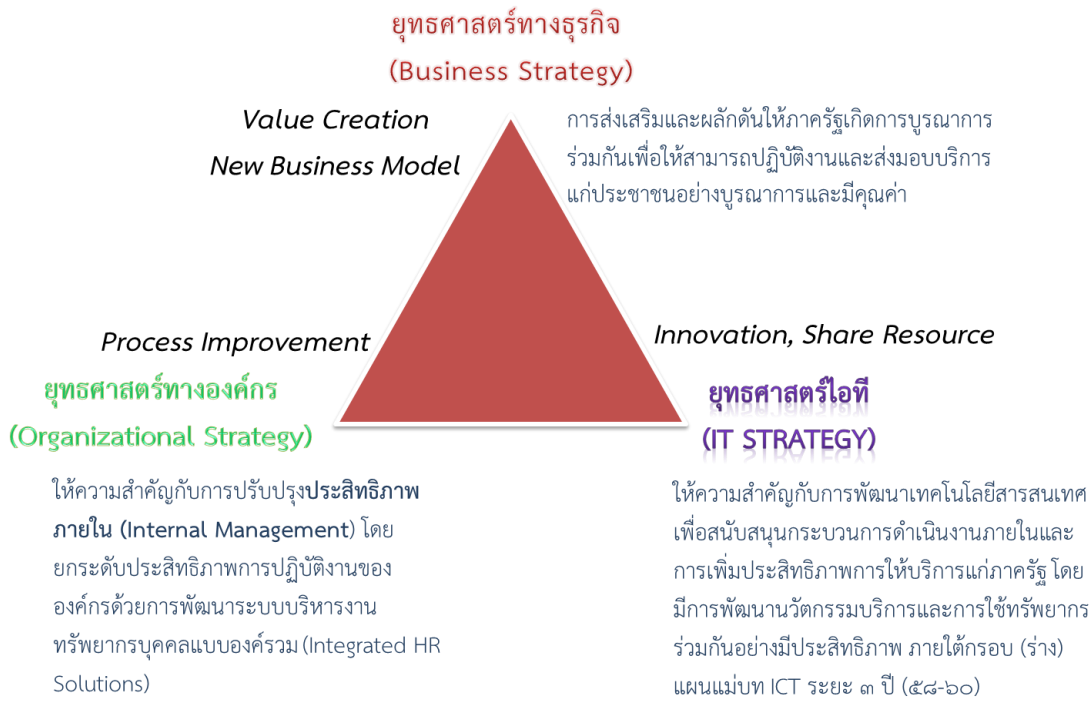 ยุทธศาสตร์ทางธุรกิจ
(Business Strategy)
Value Creation
New Business Model
การส่งเสริมและผลักดันให้ภาครัฐเกิดการบูรณาการ
ร่วมกันเพื่อให้สามารถปฏิบัติงานและส่งมอบบริการ
แก่ประชาชนอย่างบูรณาการและมีคุณค่า
Process Improvement
ยุทธศาสตร์ทางองค์กร
(Organizational Strategy)
ให้ความสำคัญกับการปรับปรุงประสิทธิภาพ
ภายใน (Internal Management) โดย
ยกระดับประสิทธิภาพการปฏิบัติงานของ
องค์กรด้วยการพัฒนาระบบบริหารงาน
ทรัพยากรบุคคลแบบองค์รวม (Integrated HR
Solutions)
Innovation, Share Resource
ยุทธศาสตร์ไอที
(IT STRATEGY)
ให้ความสำคัญกับการพัฒนาเทคโนโลยีสารสนเทศ
เพื่อสนับสนุนกระบวนการดำเนินงานภายในและ
การเพิ่มประสิทธิภาพการให้บริการแก่ภาครัฐ โดย
มีการพัฒนานวัตกรรมบริการและการใช้ทรัพยากร
ร่วมกันอย่างมีประสิทธิภาพ ภายใต้กรอบ (ร่าง)
แผนแม่บท ICT ระยะ ๓ ปี (๕๘-๖๐)